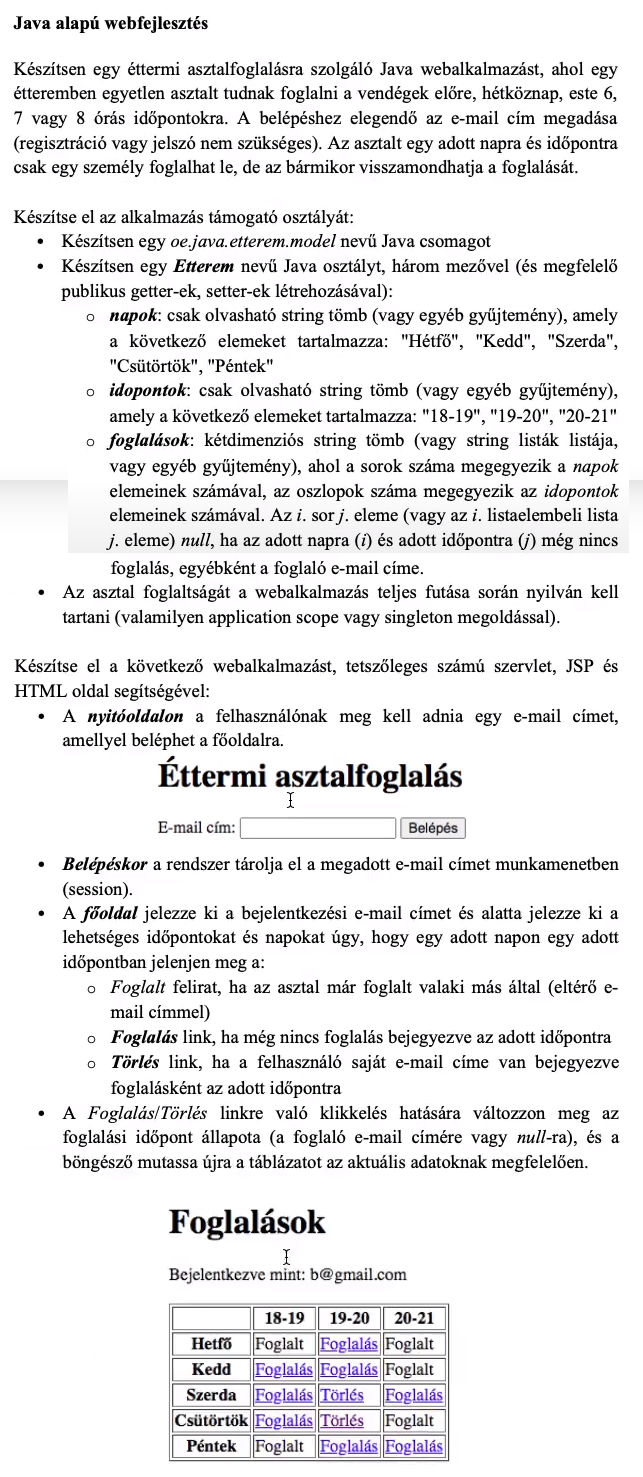 Java alapú webfejlesztés
Készítsen egy éttermi asztalfoglalásra szolgáló Java webalkalmazást, ahol egy
étteremben egyetlen asztalt tudnak foglalni a vendégek előre, hétköznap, este 6,
7 vagy 8 órás időpontokra. A belépéshez elegendő az e-mail cím megadása
(regisztráció vagy jelszó nem szükséges). Az asztalt egy adott napra és időpontra
csak egy személy foglalhat le, de az bármikor visszamondhatja a foglalását.
Készítse el az alkalmazás támogató osztályát:
• Készítsen egy oe.java.etterem.model nevű Java csomagot
• Készítsen egy Etterem nevű Java osztályt, három mezővel (és megfelelő
publikus getter-ek, setter-ek létrehozásával):
o napok: csak olvasható string tömb (vagy egyéb gyűjtemény), amely
a következő elemeket tartalmazza: "Hétfő", "Kedd", "Szerda",
"Csütörtök", "Péntek"
o idopontok: csak olvasható string tömb (vagy egyéb gyűjtemény),
amely a következő elemeket tartalmazza: "18-19", "19-20", "20-21"
o foglalások: kétdimenziós string tömb (vagy string listák listája,
vagy egyéb gyűjtemény), ahol a sorok száma megegyezik a napok
elemeinek számával, az oszlopok száma megegyezik az idopontok
elemeinek számával. Az i. sor j. eleme (vagy az i. listaelembeli lista
j. eleme) null, ha az adott napra (i) és adott időpontra (j) még nincs
foglalás, egyébként a foglaló e-mail címe.
• Az asztal foglaltságát a webalkalmazás teljes futása során nyilván kell
tartani (valamilyen application scope vagy singleton megoldással).
Készítse el a következő webalkalmazást, tetszőleges számú szervlet, JSP és
HTML oldal segítségével:
• A nyitóoldalon a felhasználónak meg kell adnia egy e-mail címet,
amellyel beléphet a főoldalra.
Éttermi asztalfoglalás
E-mail cím: Belépés
• Belépéskor a rendszer tárolja el a megadott e-mail címet munkamenetben
(session).
• A főoldal jelezze ki a bejelentkezési e-mail címet és alatta jelezze ki a
lehetséges időpontokat és napokat úgy, hogy egy adott napon egy adott
időpontban jelenjen meg a:
o Foglalt felirat, ha az asztal már foglalt valaki más által (eltérő e-
mail címmel)
o Foglalás link, ha még nincs foglalás bejegyezve az adott időpontra
o Törlés link, ha a felhasználó saját e-mail címe van bejegyezve
foglalásként az adott időpontra
• A Foglalás/Törlés linkre való klikkelés hatására változzon meg az
foglalási időpont állapota (a foglaló e-mail címére vagy null-ra), és a
böngésző mutassa újra a táblázatot az aktuális adatoknak megfelelően.
Foglalások
Bejelentkezve mint: b@gmail.com
18-19 19-20 20-21
Hetfő Foglalt Foglalás Foglalt
Kedd Foglalás Foglalás Foglalt
Szerda Foglalás Törlés Foglalás
Csütörtök Foglalás Törlés Foglalt
Péntek Foglalt Foglalás Foglalás